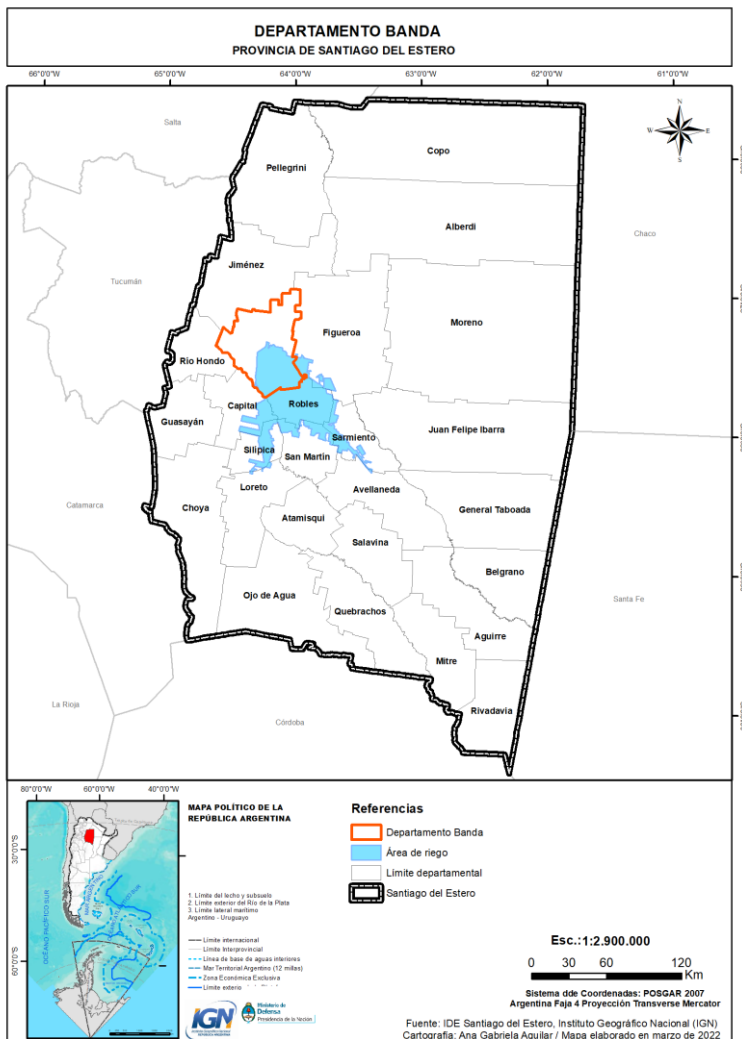 DEPARTAMENTO BANDA
PROVINCIA DE SANTIAGO DEL ESTERO
66°0'0"W 65°0'0"W 64°0'0"W 63°0'0"W 62°0'0"W 61°0'0"W
Salta
N
W E
S
Copo
Pellegrini
Alberdi
Chaco
Jiménez
Tucumán
Moreno
Figueroa
Río Hondo
Robles
Capital
Guasayán
Juan Felipe Ibarra
Sarmiento
Silípica
San Martín
Loreto
Avellaneda
Catamarca
Choya
General Taboada
Atamisqui
Salavina
Belgrano
Ojo de Agua
Santa Fe
Quebrachos
Aguirre
Mitre
La Rioja
Rivadavia
Córdoba
80°0'0"W 60°0'0"W 40°0'0"W
MAPA POLÍTICO DE LA
REPÚBLICA ARGENTINA
OCÉANO PACÍFICO SUR
1. Límite del lecho y subsuelo
2. Límite exterior del Río de la Plata
3. Límite lateral marítimo
Argentino - Uruguayo
Límite internacional
Límite Interprovincial
Línea de base de aguas interiores
Mar Territorial Argentino (12 millas)
Zona Económica Exclusiva
Límite exterio
IGN
Ministerio de
Defensa
Presidencia de la Nación
Referencias
Departamento Banda
Área de riego
Límite departamental
Santiago del Estero
Esc.:1:2.900.000
0 30 60 120
Km
Sistema dde Coordenadas: POSGAR 2007
Argentina Faja 4 Proyección Transverse Mercator
Fuente: IDE Santiago del Estero, Instituto Geográfico Nacional (IGN)
Cartografía: Ana Gabriela Aguilar / Mapa elaborado en marzo de 2022